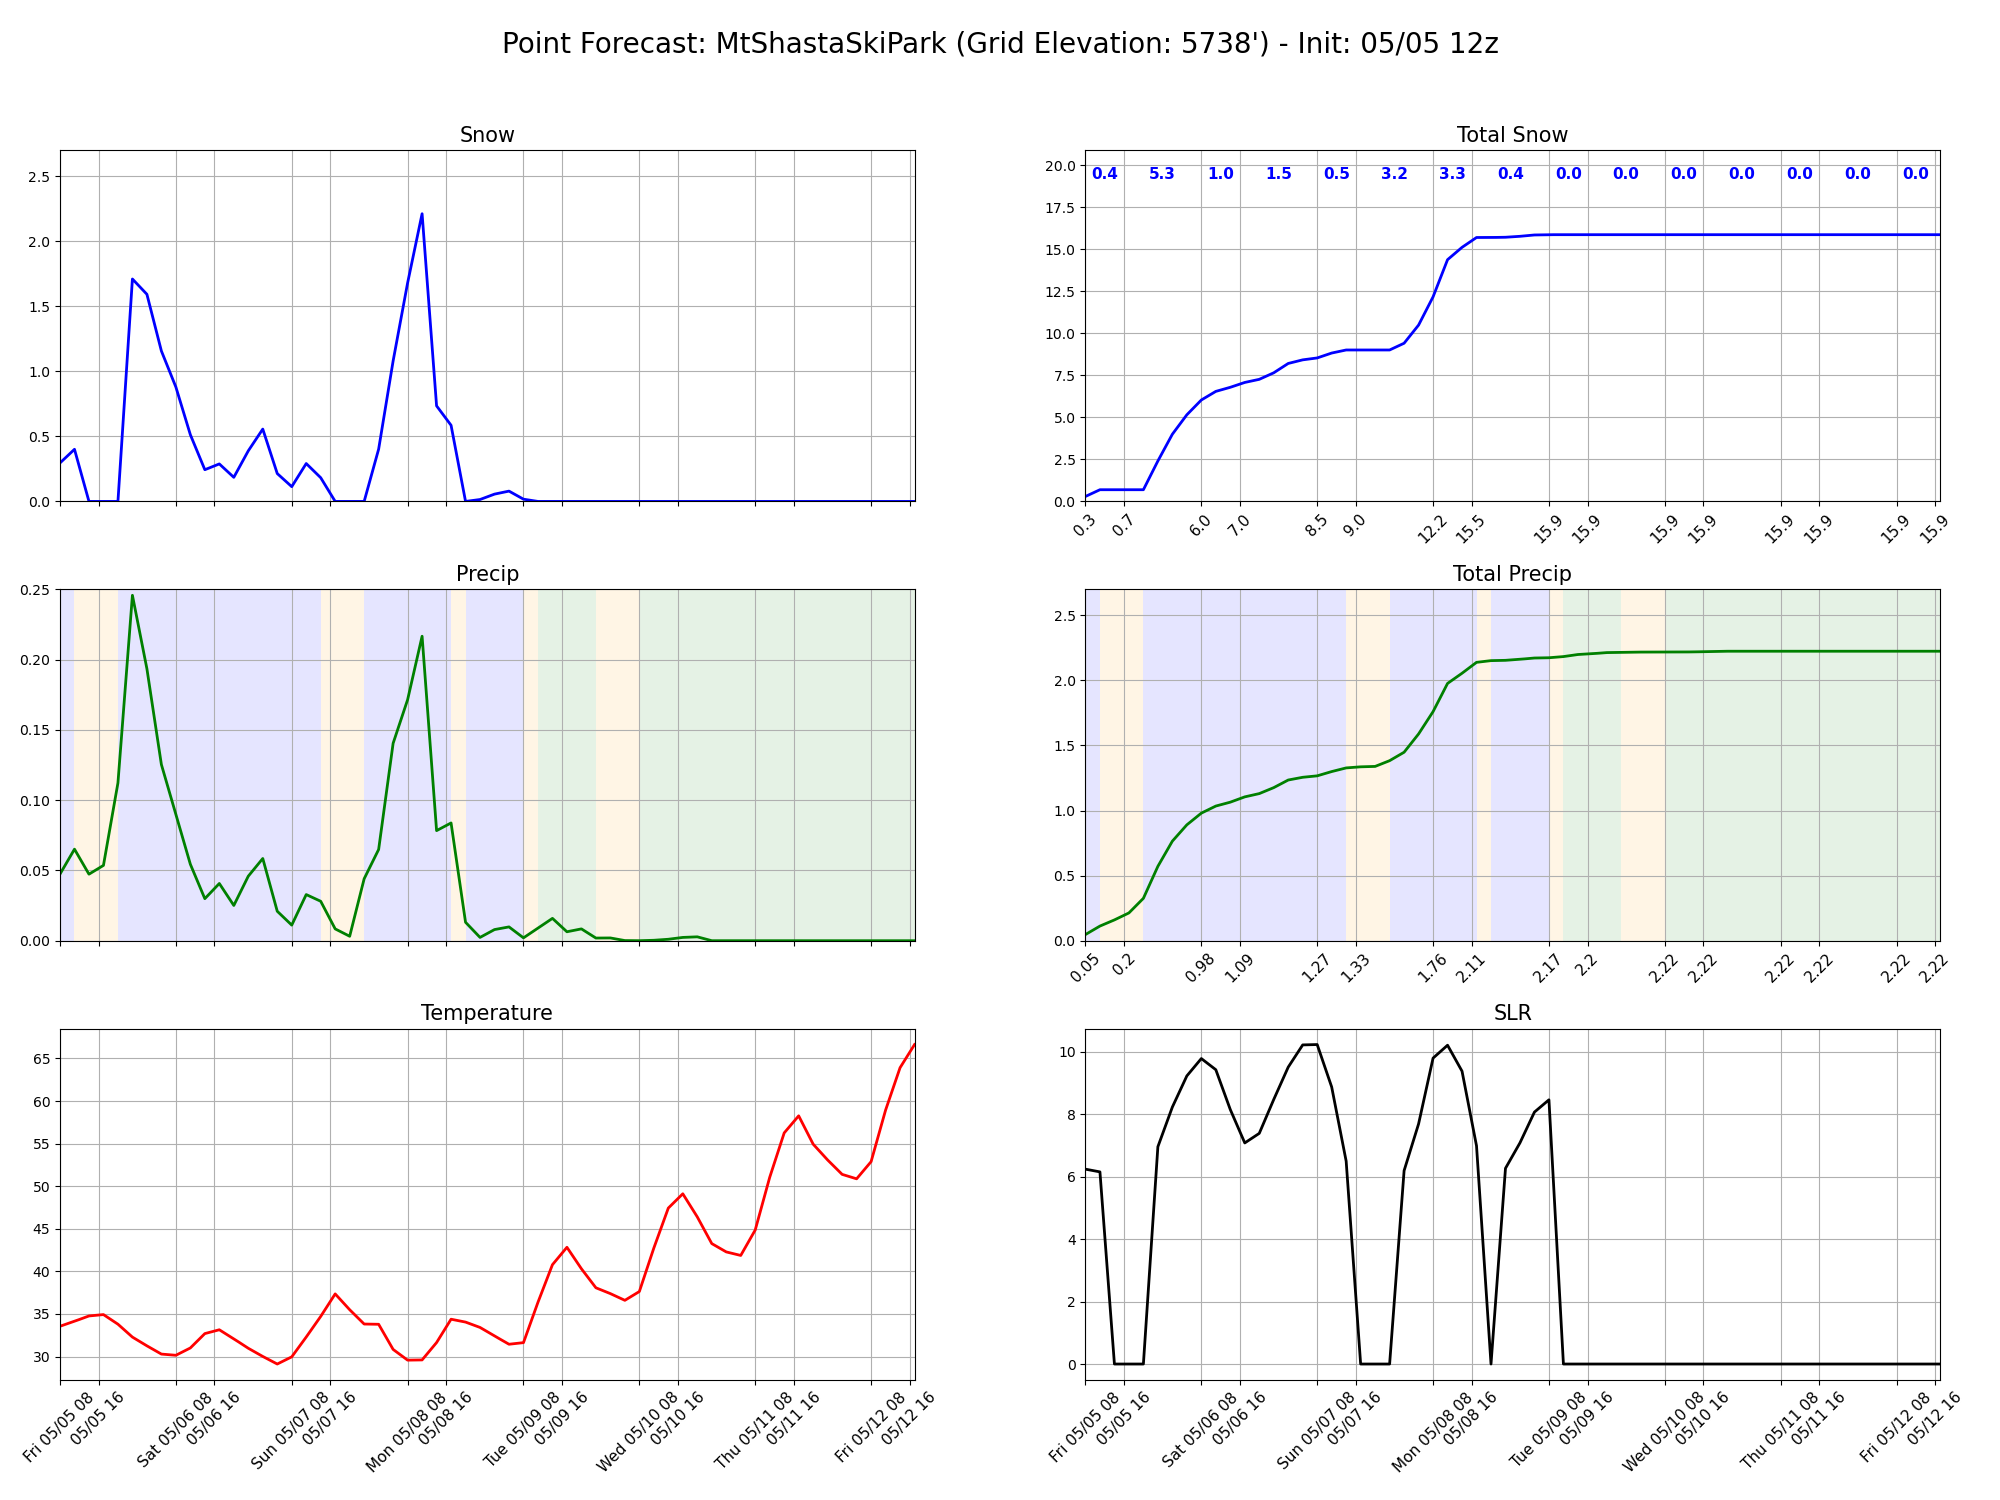 Point Forecast: MtShastaSkiPark (Grid Elevation: 5738') - Init: 05/05 12z
Snow
2.5
2.0
1.5
1.0
0.5
0.0
Total Snow
20.0
17.5
15.0
12.5
10.0
7.5
5.0
2.5
0.0
0.4 5.3 1.0 1.5 0.5 3.2 3.3 0.4 0.0 0.0 0.0 0.0 0.0 0.0 0.0
0.3 0.7 6.0 7.0 8.5 9.0 12.2 15.5 15.9 15.9 15.9 15.9 15.9 15.9 15.9 15.9
Precip
0.25
0.20
0.15
0.10
0.05
0.00
Total Precip
2.5
2.0
1.5
1.0
0.5
0.0
0.05 0.2 0.98 1.09 1.27 1.33 1.76 2.11 2.17 2.2 2.22 2.22 2.22 2.22 2.22 2.22
Temperature
65
60
55
50
45
40
35
30
Fri 05/05 08
05/05 16
Sat 05/06 08
05/06 16
Sun 05/07 08
05/07 16
Mon 05/08 08
05/08 16
Tue 05/09 08
05/09 16
Wed 05/10 08
05/10 16
Thu 05/11 08
05/11 16
Fri 05/12 08
05/12 16
SLR
10
8
6
4
2
0
Fri 05/05 08
05/05 16
Sat 05/06 08
05/06 16
Sun 05/07 08
05/07 16
Mon 05/08 08
05/08 16
Tue 05/09 08
05/09 16
Wed 05/10 08
05/10 16
Thu 05/11 08
05/11 16
Fri 05/12 08
05/12 16